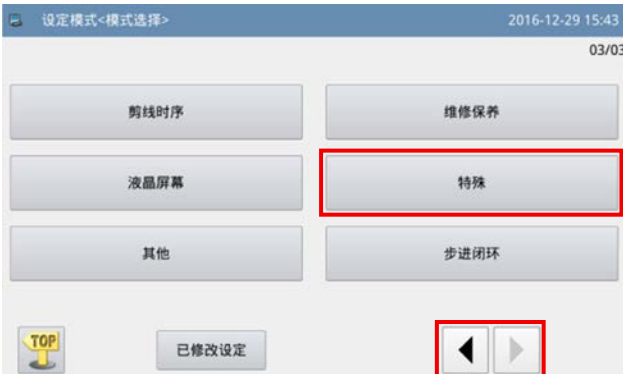 设定模式<模式选择> 2016-12-29 15:43
03/03
剪线时序 维修保养
液晶屏幕 特殊
其他 步进闭环
TOP 已修改设定